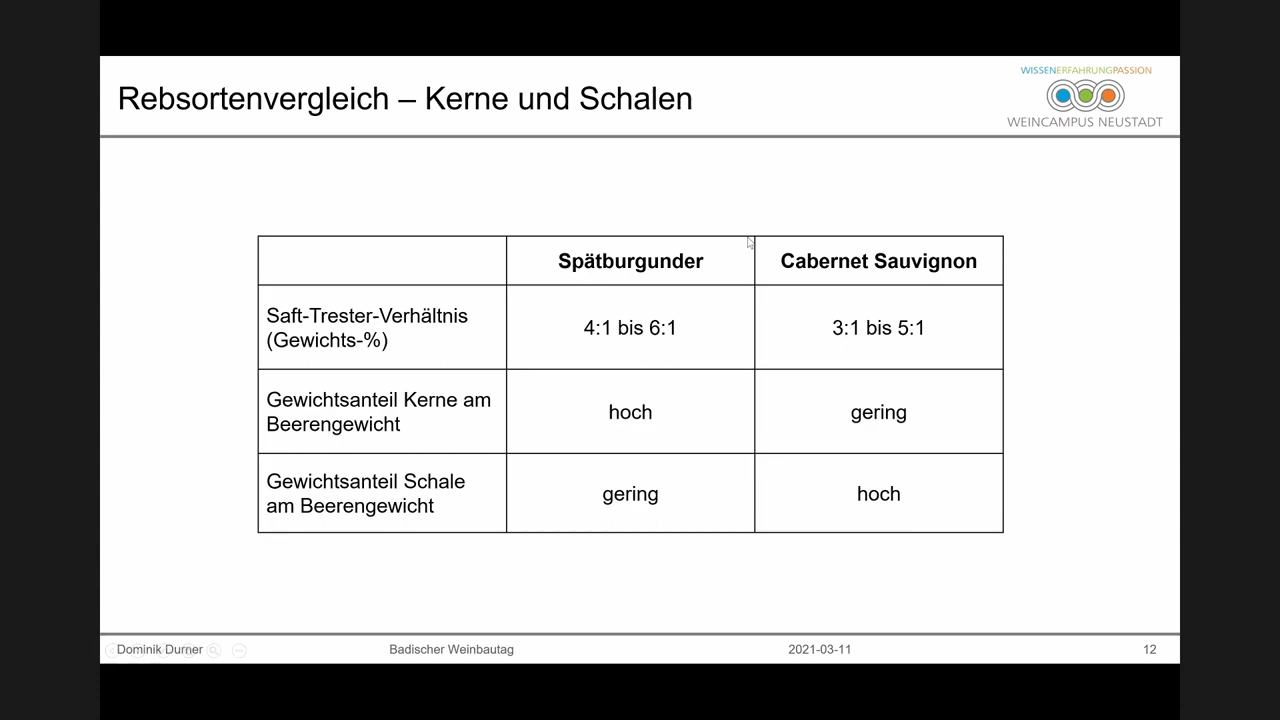 Rebsortenvergleich – Kerne und Schalen
WISSENERFAHRUNGPASSION
WEINCAMPUS NEUSTADT
Spätburgunder
Cabernet Sauvignon
Saft-Trester-Verhältnis
(Gewichts-%)
4:1 bis 6:1
3:1 bis 5:1
Gewichtsanteil Kerne am
Beerengewicht
hoch
gering
Gewichtsanteil Schale
am Beerengewicht
gering
hoch
Dominik Durner
Badischer Weinbautag
2021-03-11
12